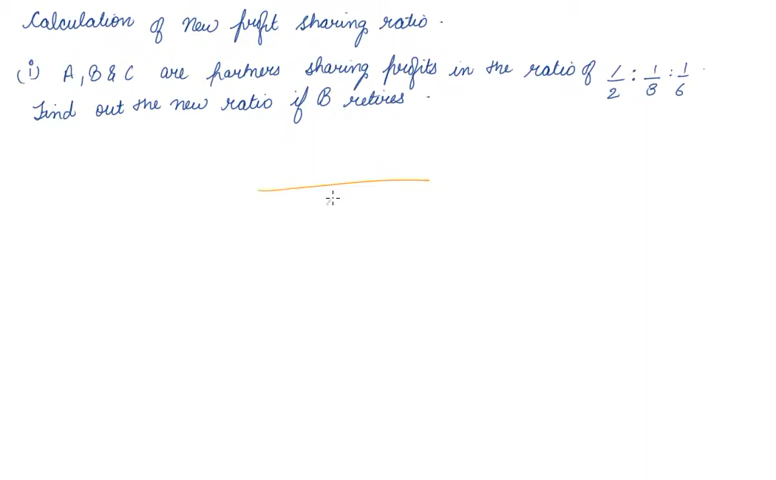 Calculation of New profit sharing ratio.
(i) A, B & C are partners sharing profits in the ratio of 1/2 : 1/3 : 1/6.
Find out the new ratio if B retires.